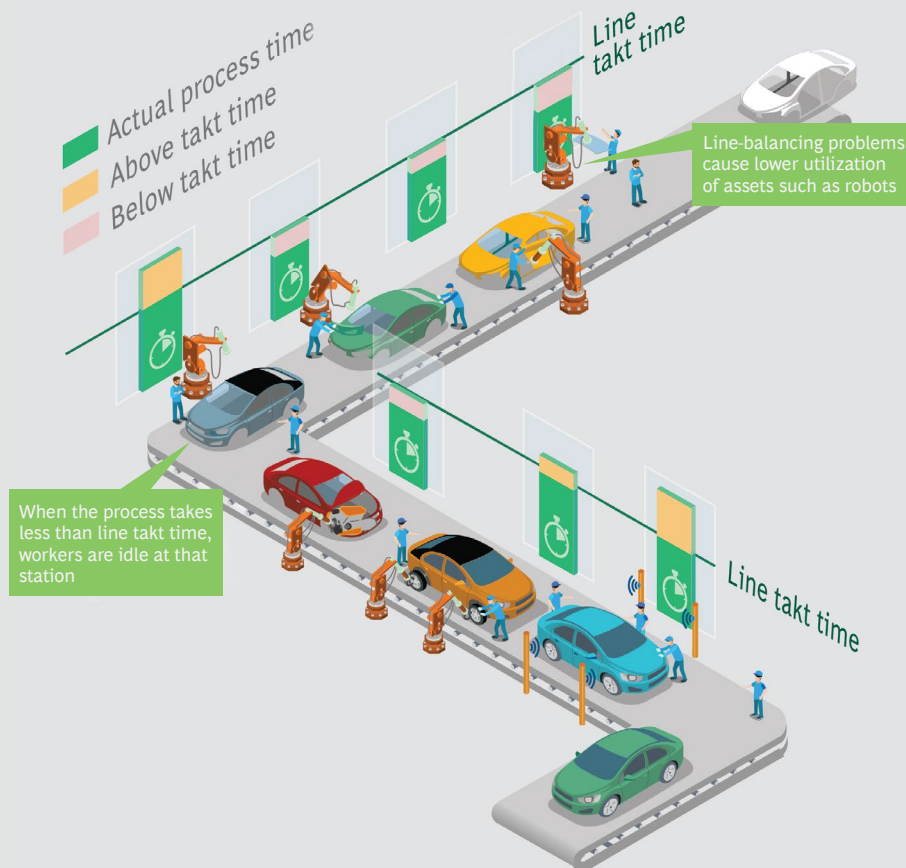 Actual process time
Above takt time
Below takt time
Line
takt time
Line-balancing problems
cause lower utilization
of assets such as robots
When the process takes
less than line takt time,
workers are idle at that
station
Line takt time